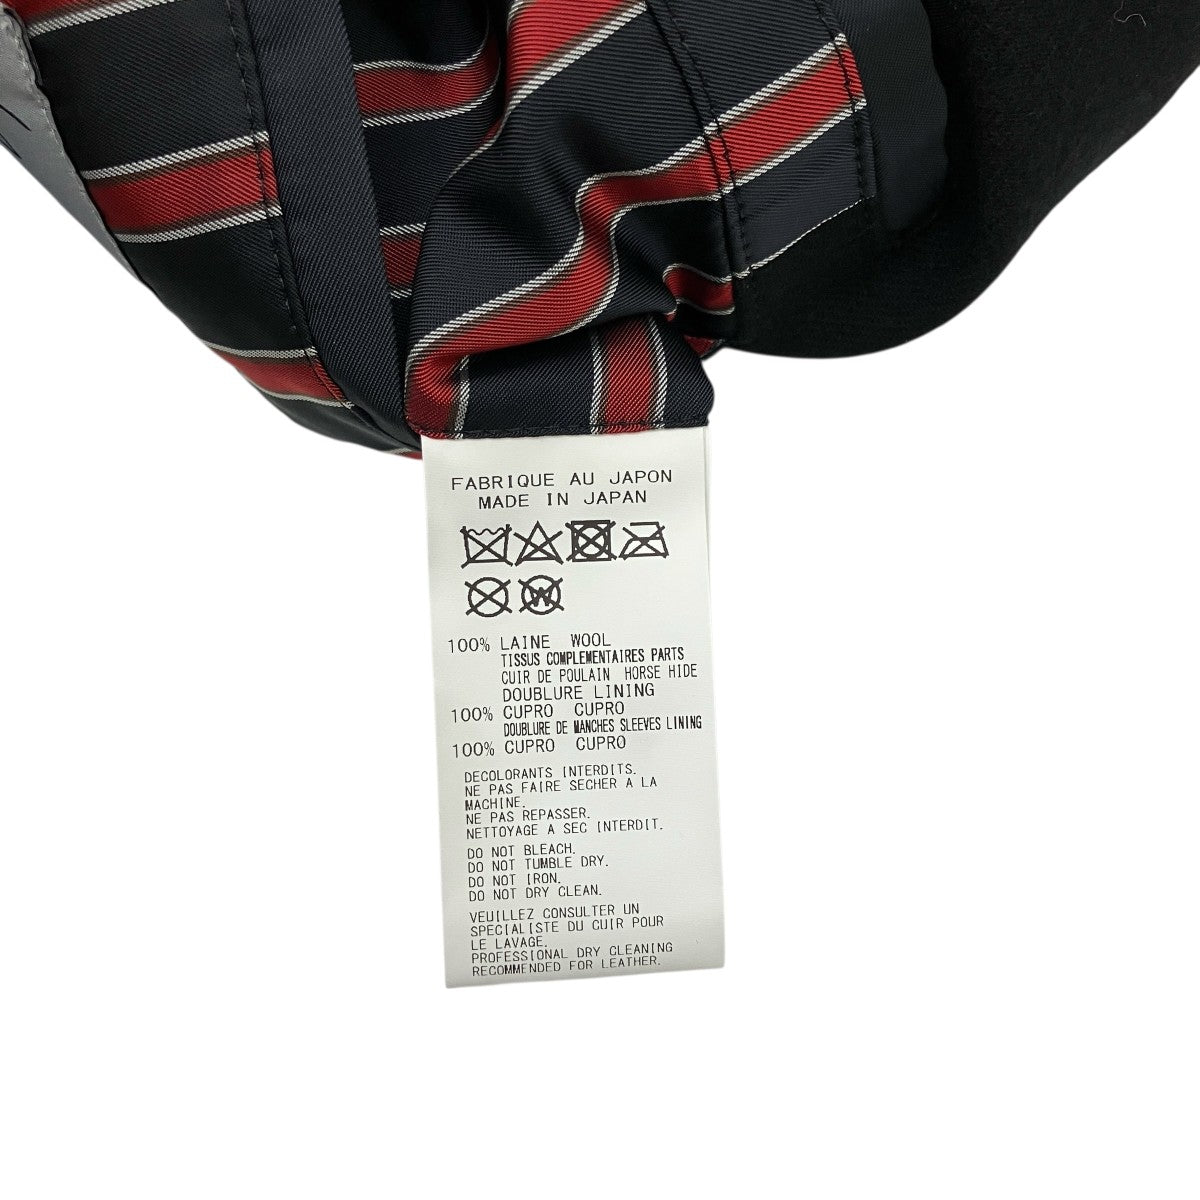 FABRIQUE AU JAPON
MADE IN JAPAN
W
100% LAINE WOOL
TISSUS COMPLEMENTAIRES PARTS
CUIR DE POULAIN HORSE HIDE
DOUBLURE LINING
100% CUPRO CUPRO
DOUBLURE DE MANCHES SLEEVES LINING
100% CUPRO CUPRO
DECOLORANTS INTERDITS.
NE PAS FAIRE SECHER A LA
MACHINE.
NE PAS REPASSER.
NETTOYAGE A SEC INTERDIT.
DO NOT BLEACH.
DO NOT TUMBLE DRY.
DO NOT IRON.
DO NOT DRY CLEAN.
VEUILLEZ CONSULTER UN
SPECIALISTE DU CUIR POUR
LE LAVAGE.
PROFESSIONAL DRY CLEANING
RECOMMENDED FOR LEATHER.